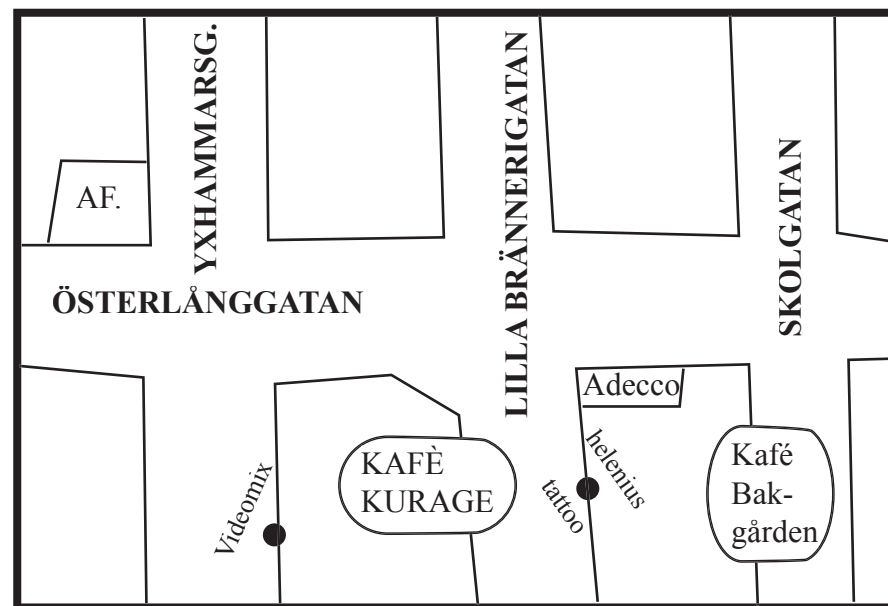 YXHAMMARSG.
LILLA BRÄNNERIGATAN
SKOLGATAN
AF.
ÖSTERLÅNGGATAN
Adecco
Videomix
KAFÈ
KURAGE
tattoo
helenius
Kafé
Bak-
gården